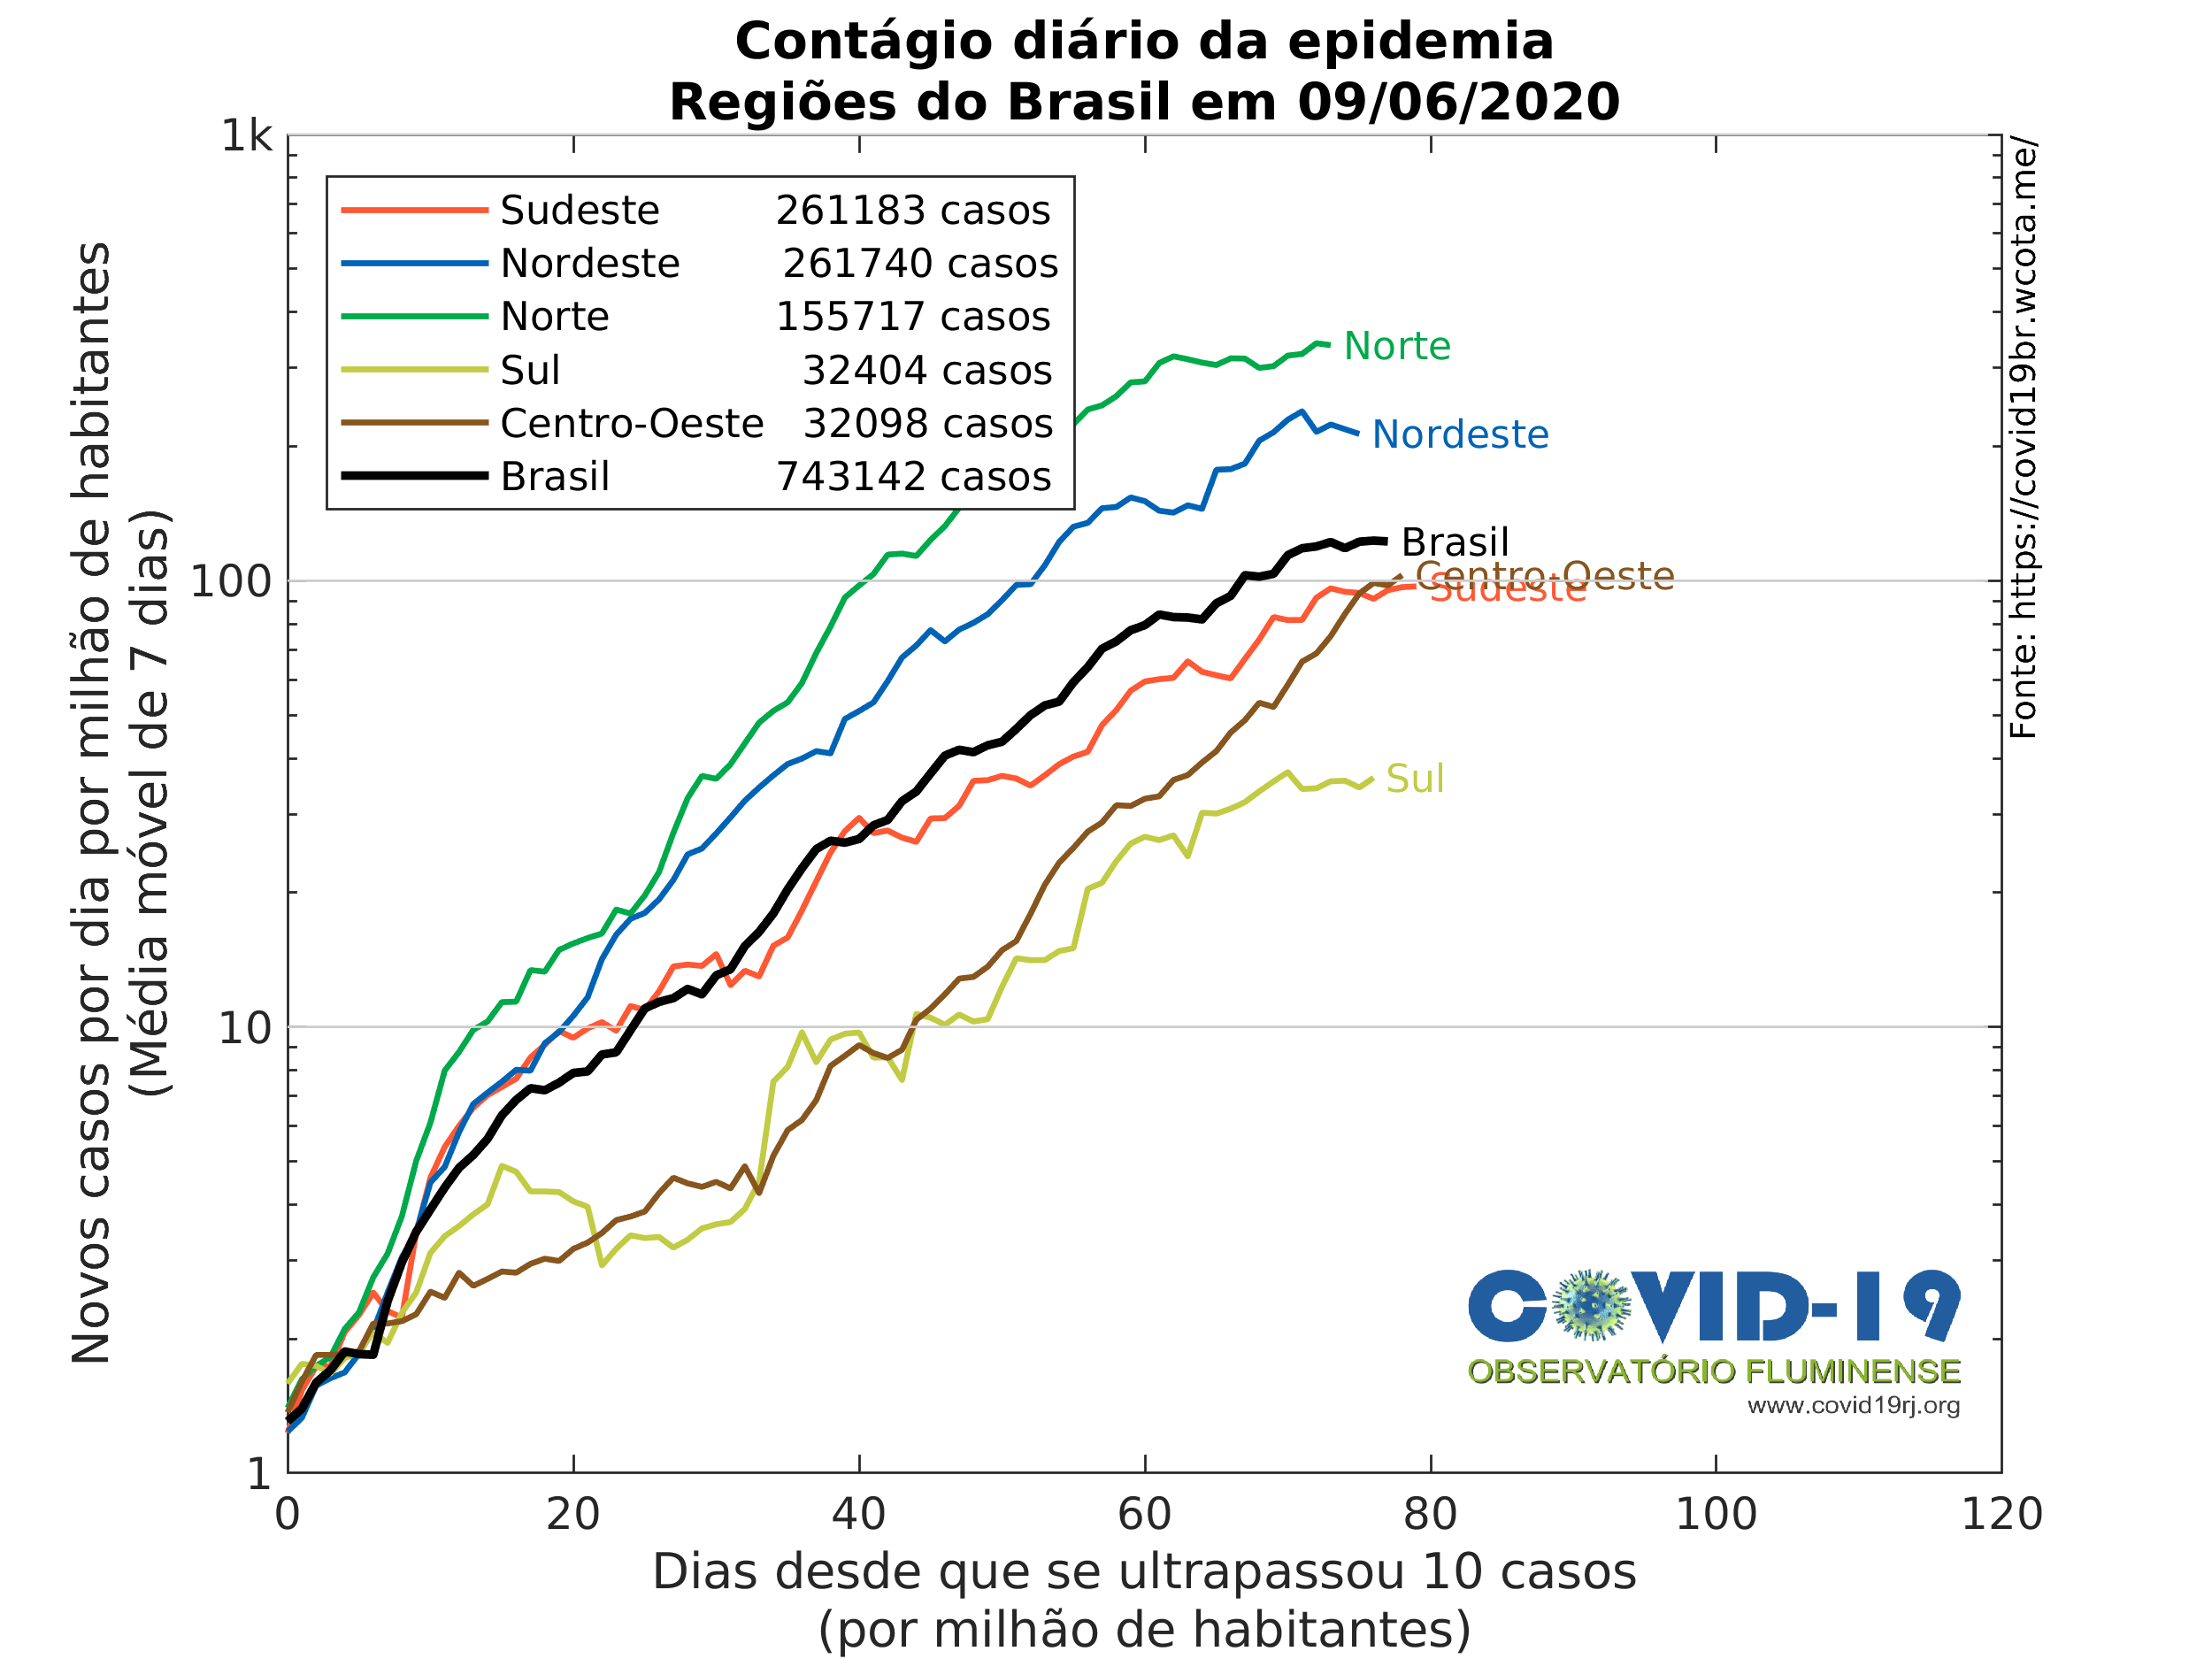 Contágio diário da epidemia
Regiões do Brasil em 09/06/2020
Novos casos por dia por milhão de habitantes
(Média móvel de 7 dias)
1k
100
10
1
Sudeste 261183 casos
Nordeste 261740 casos
Norte 155717 casos
Sul 32404 casos
Centro-Oeste 32098 casos
Brasil 743142 casos
Norte
Nordeste
Brasil
Centro-Oeste
Sudeste
Sul
Fonte: https://covid19br.wcota.me/
COVID-19
OBSERVATÓRIO FLUMINENSE
www.covid19rj.org
0 20 40 60 80 100 120
Dias desde que se ultrapassou 10 casos
(por milhão de habitantes)